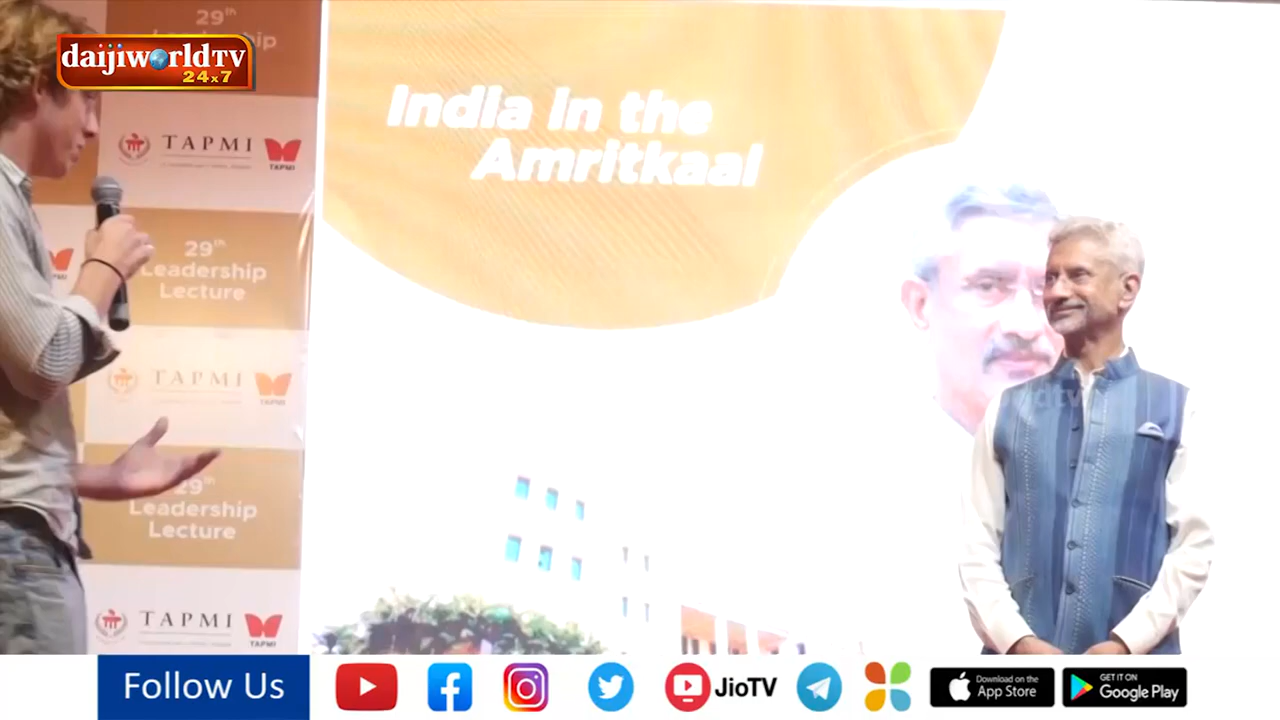 29th
Leadership
daijiworldTV
24x7
India in the
Amritkaal
TAPMI
TAPMI
29th
Leadership
Lecture
TAPMI
TAPMI
29th
Leadership
Lecture
TAPMI
TAPMI
Follow Us
JioTV
Download on the
App Store
GET IT ON
Google Play